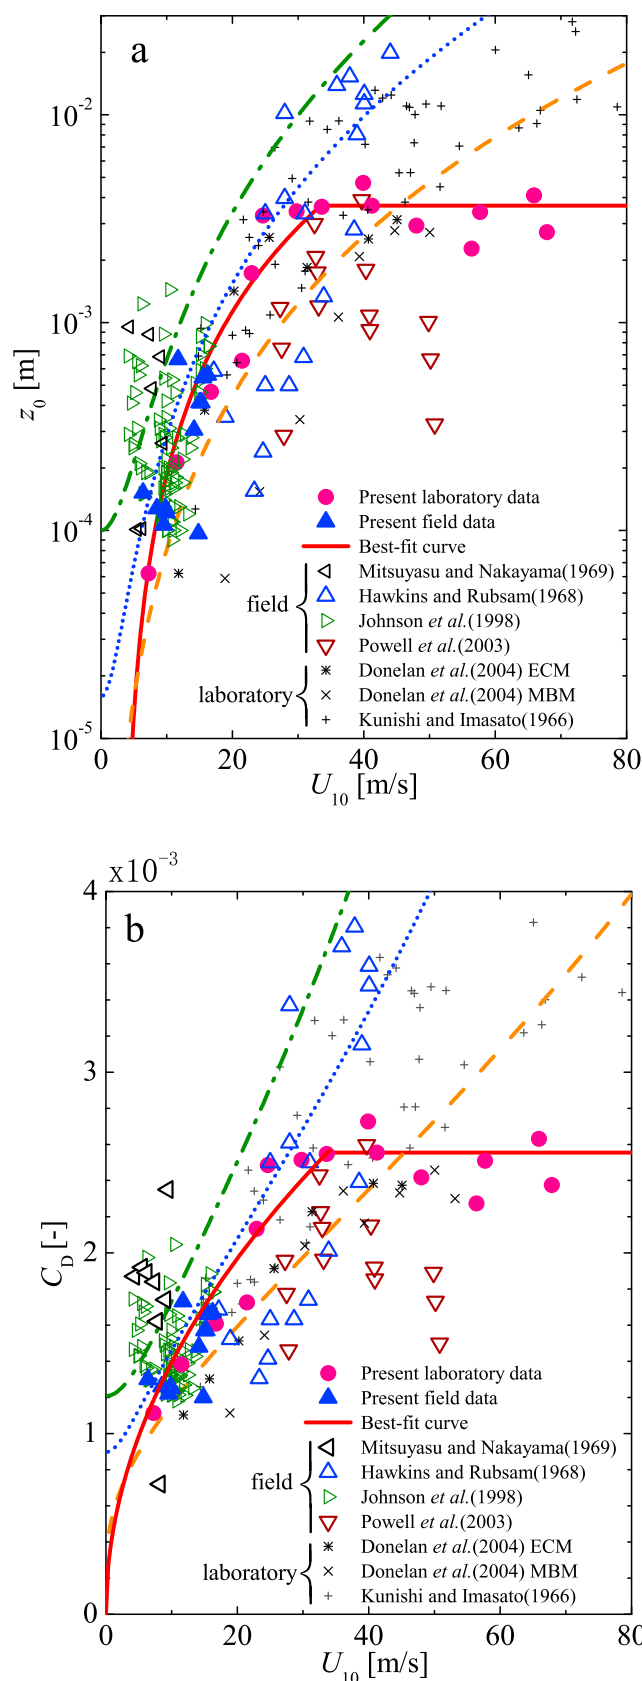 a
10⁻²
10⁻³
z₀ [m]
10⁻⁴
10⁻⁵
Present laboratory data
Present field data
Best-fit curve
field
Mitsuyasu and Nakayama(1969)
Hawkins and Rubsam(1968)
Johnson et al.(1998)
Powell et al.(2003)
laboratory
Donelan et al.(2004) ECM
Donelan et al.(2004) MBM
Kunishi and Imasato(1966)
0 20 40 60 80
U₁₀ [m/s]
x10⁻³
b
4
3
2
1
0
C_D [-]
Present laboratory data
Present field data
Best-fit curve
field
Mitsuyasu and Nakayama(1969)
Hawkins and Rubsam(1968)
Johnson et al.(1998)
Powell et al.(2003)
laboratory
Donelan et al.(2004) ECM
Donelan et al.(2004) MBM
Kunishi and Imasato(1966)
0 20 40 60 80
U₁₀ [m/s]